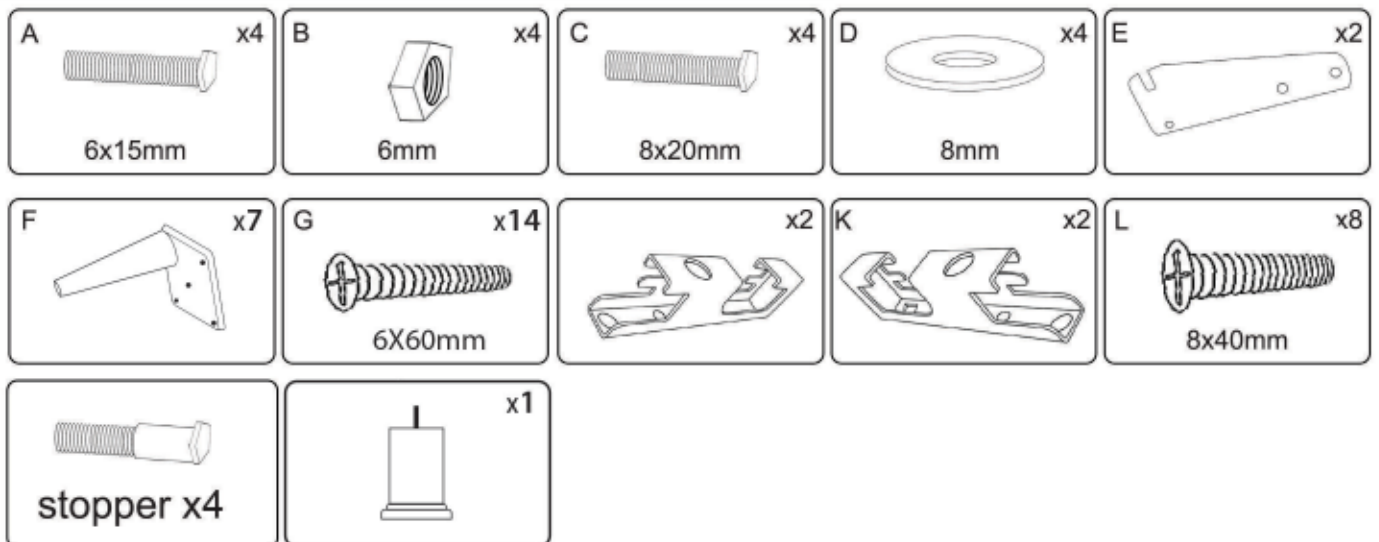 A x4
6x15mm
B x4
6mm
C x4
8x20mm
D x4
8mm
E x2
F x7
G x14
6X60mm
x2
K x2
L x8
8x40mm
stopper x4
x1